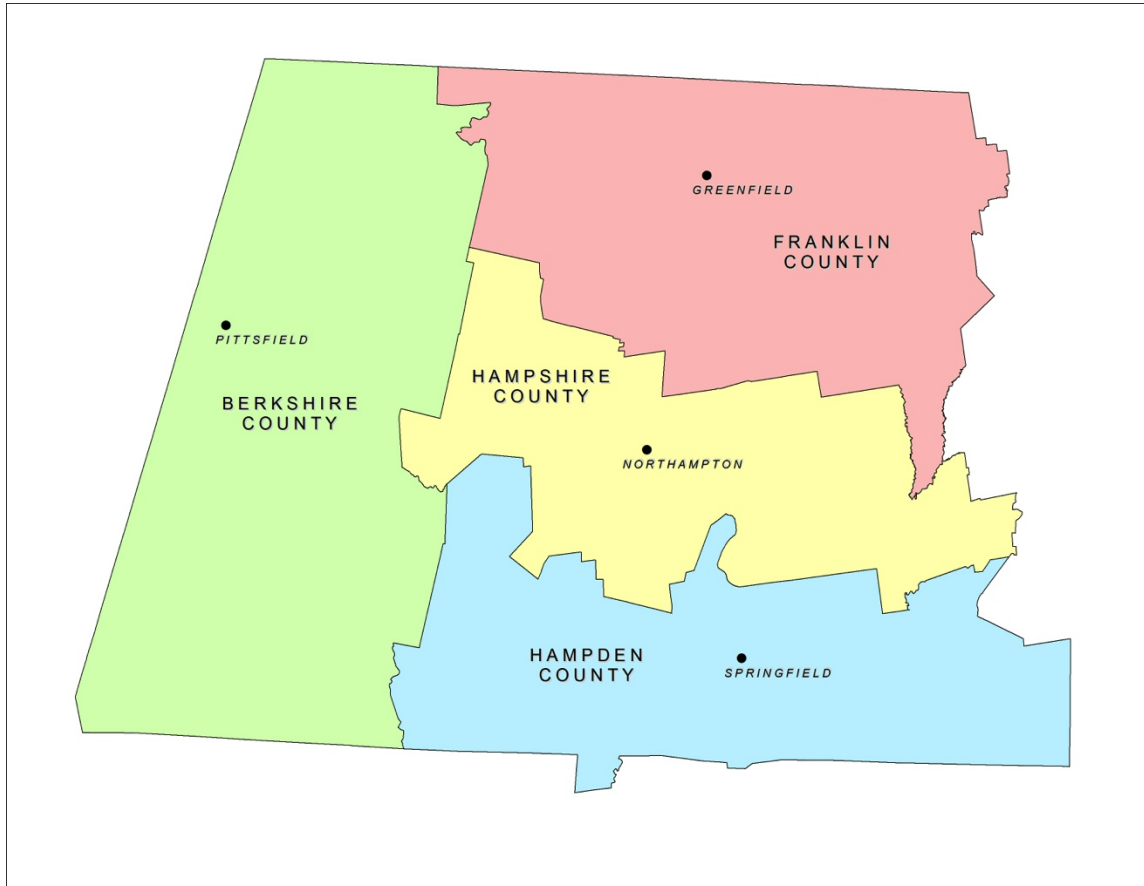 GREENFIELD
FRANKLIN
COUNTY
PITTSFIELD
HAMPSHIRE
COUNTY
BERKSHIRE
COUNTY
NORTHAMPTON
HAMPDEN
COUNTY
SPRINGFIELD